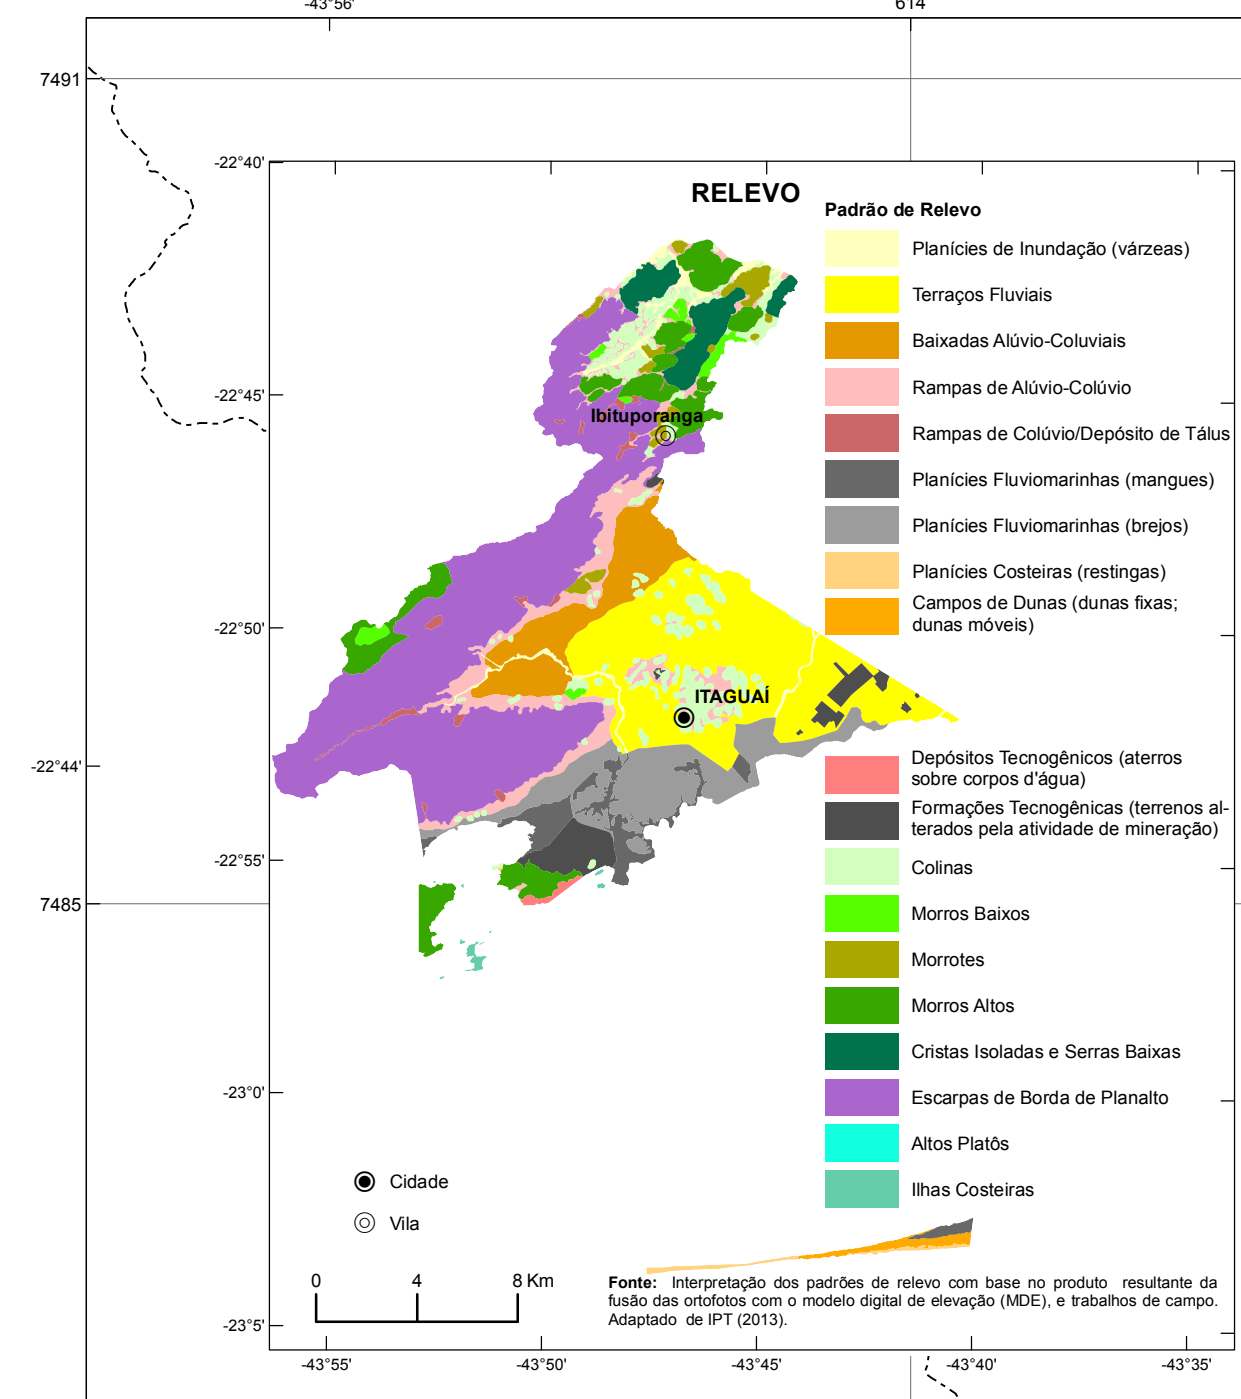 -43°56'
614
7491
-22°40'
RELEVO
Padrão de Relevo
Planícies de Inundação (várzeas)
Terraços Fluviais
Baixadas Alúvio-Coluviais
Rampas de Alúvio-Colúvio
-22°45'
Ibituporanga
Rampas de Colúvio/Depósito de Tálus
Planícies Fluviomarinhas (mangues)
Planícies Fluviomarinhas (brejos)
Planícies Costeiras (restingas)
Campos de Dunas (dunas fixas;
dunas móveis)
-22°50'
ITAGUAÍ
-22°44'
Depósitos Tecnogênicos (aterros
sobre corpos d'água)
Formações Tecnogênicas (terrenos al-
terados pela atividade de mineração)
-22°55'
Colinas
7485
Morros Baixos
Morrotes
Morros Altos
Cristas Isoladas e Serras Baixas
-23°0'
Escarpas de Borda de Planalto
Altos Platôs
Ilhas Costeiras
Cidade
Vila
0 4 8 Km
Fonte: Interpretação dos padrões de relevo com base no produto resultante da
fusão das ortofotos com o modelo digital de elevação (MDE), e trabalhos de campo.
Adaptado de IPT (2013).
-23°5'
-43°55' -43°50' -43°45' -43°40' -43°35'